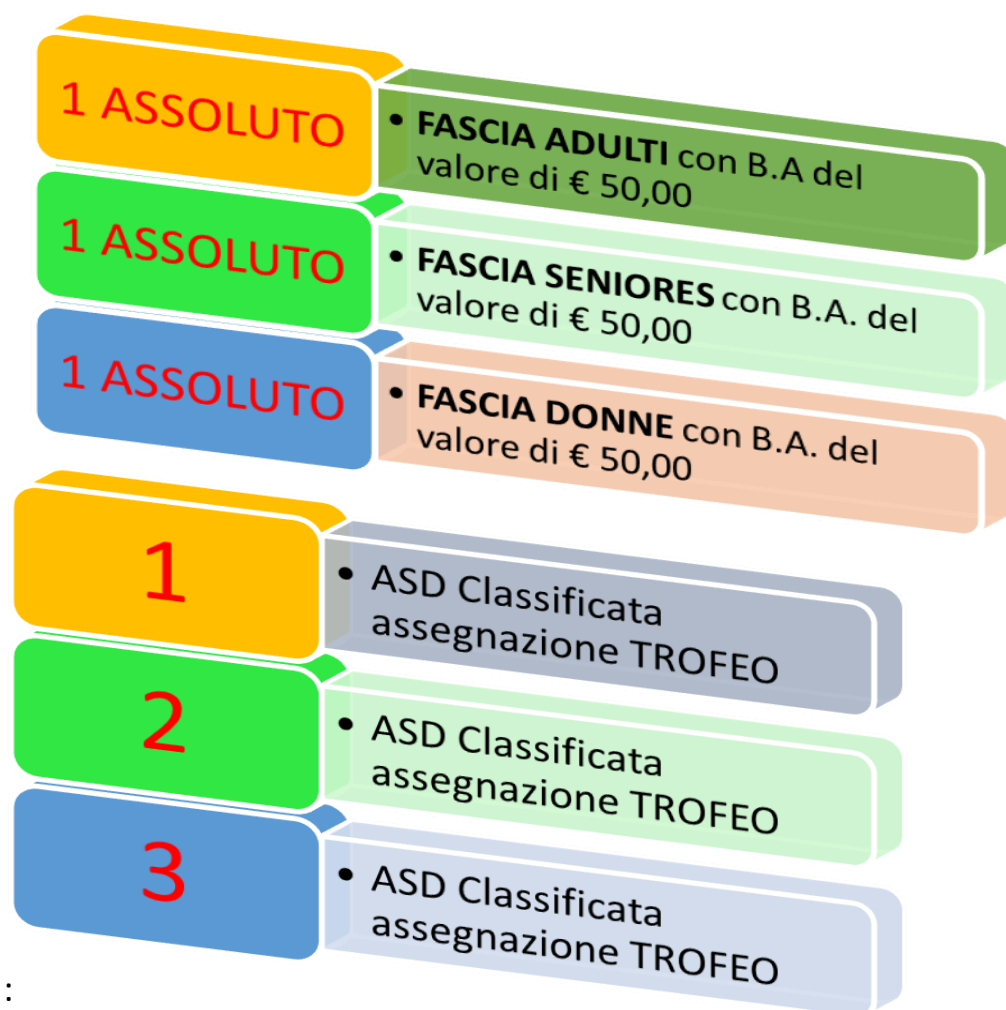 1 ASSOLUTO
• FASCIA ADULTI con B.A del
valore di € 50,00
1 ASSOLUTO
• FASCIA SENIORES con B.A. del
valore di € 50,00
1 ASSOLUTO
• FASCIA DONNE con B.A. del
valore di € 50,00
1
• ASD Classificata
assegnazione TROFEO
2
• ASD Classificata
assegnazione TROFEO
3
• ASD Classificata
assegnazione TROFEO
: